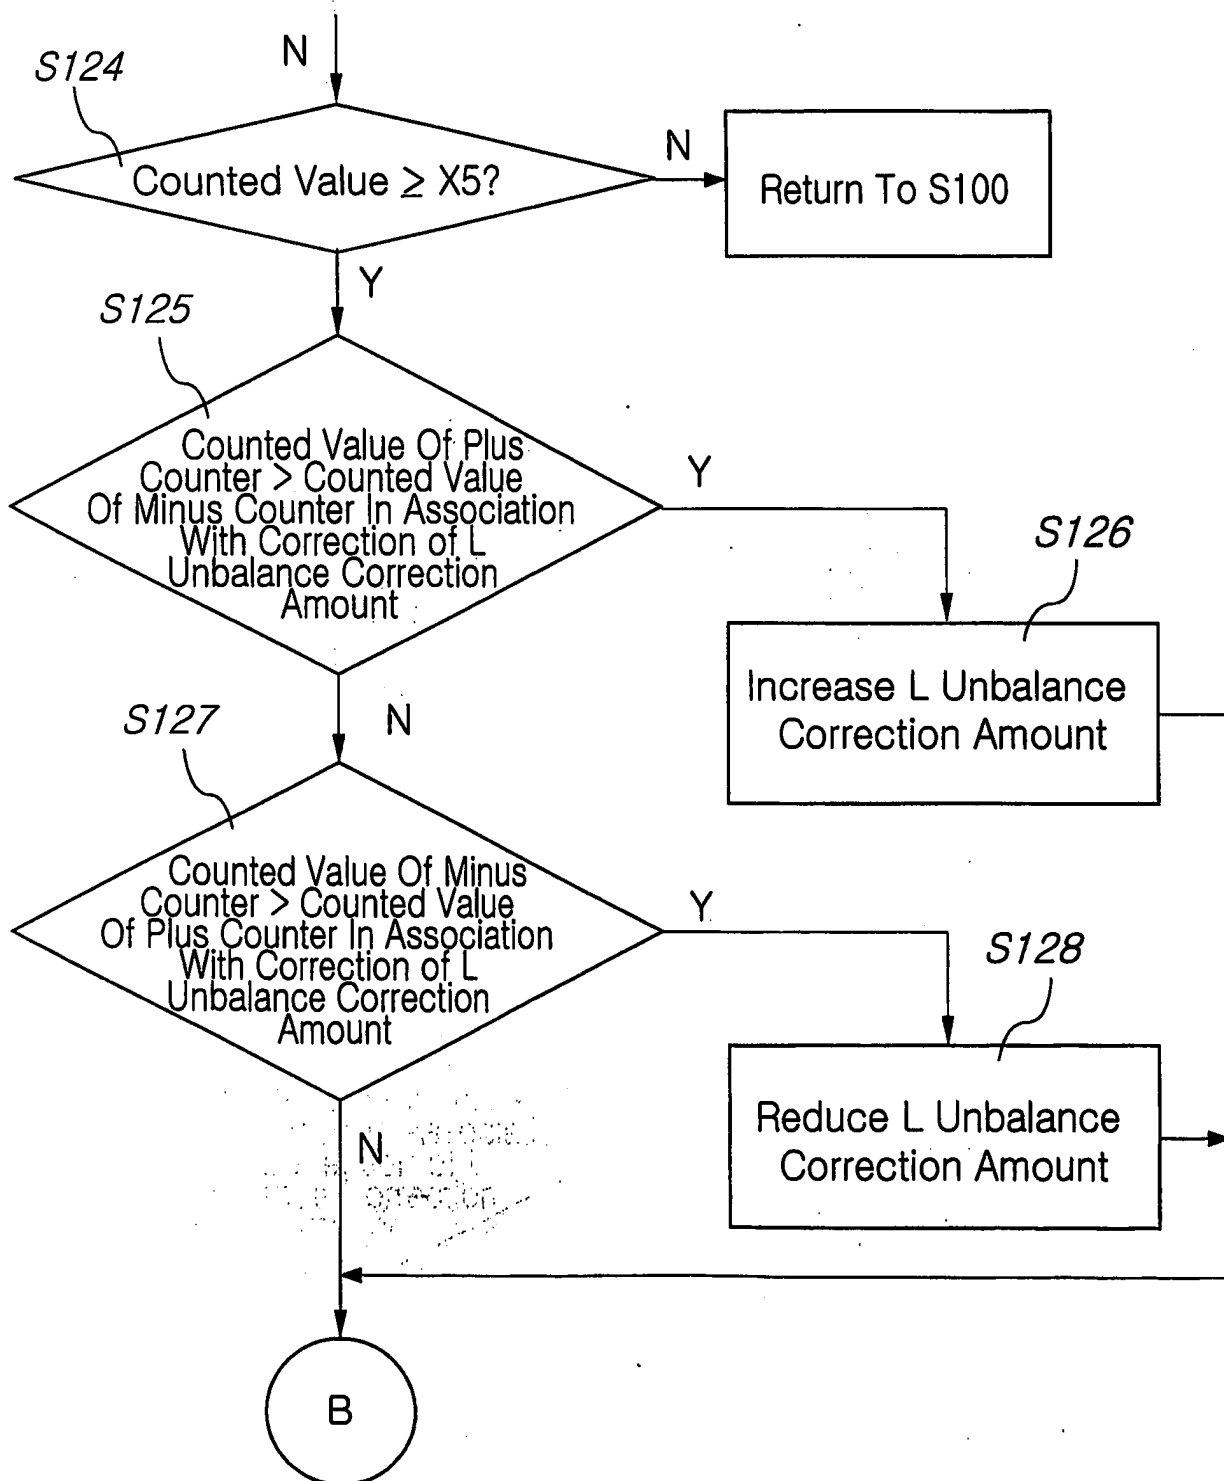 N
S124
Counted Value ≥ X5?
N
Return To S100
Y
S125
Counted Value Of Plus
Counter > Counted Value
Of Minus Counter In Association
With Correction of L
Unbalance Correction
Amount
Y
S126
Increase L Unbalance
Correction Amount
N
S127
Counted Value Of Minus
Counter > Counted Value
Of Plus Counter In Association
With Correction of L
Unbalance Correction
Amount
Y
S128
Reduce L Unbalance
Correction Amount
N
B